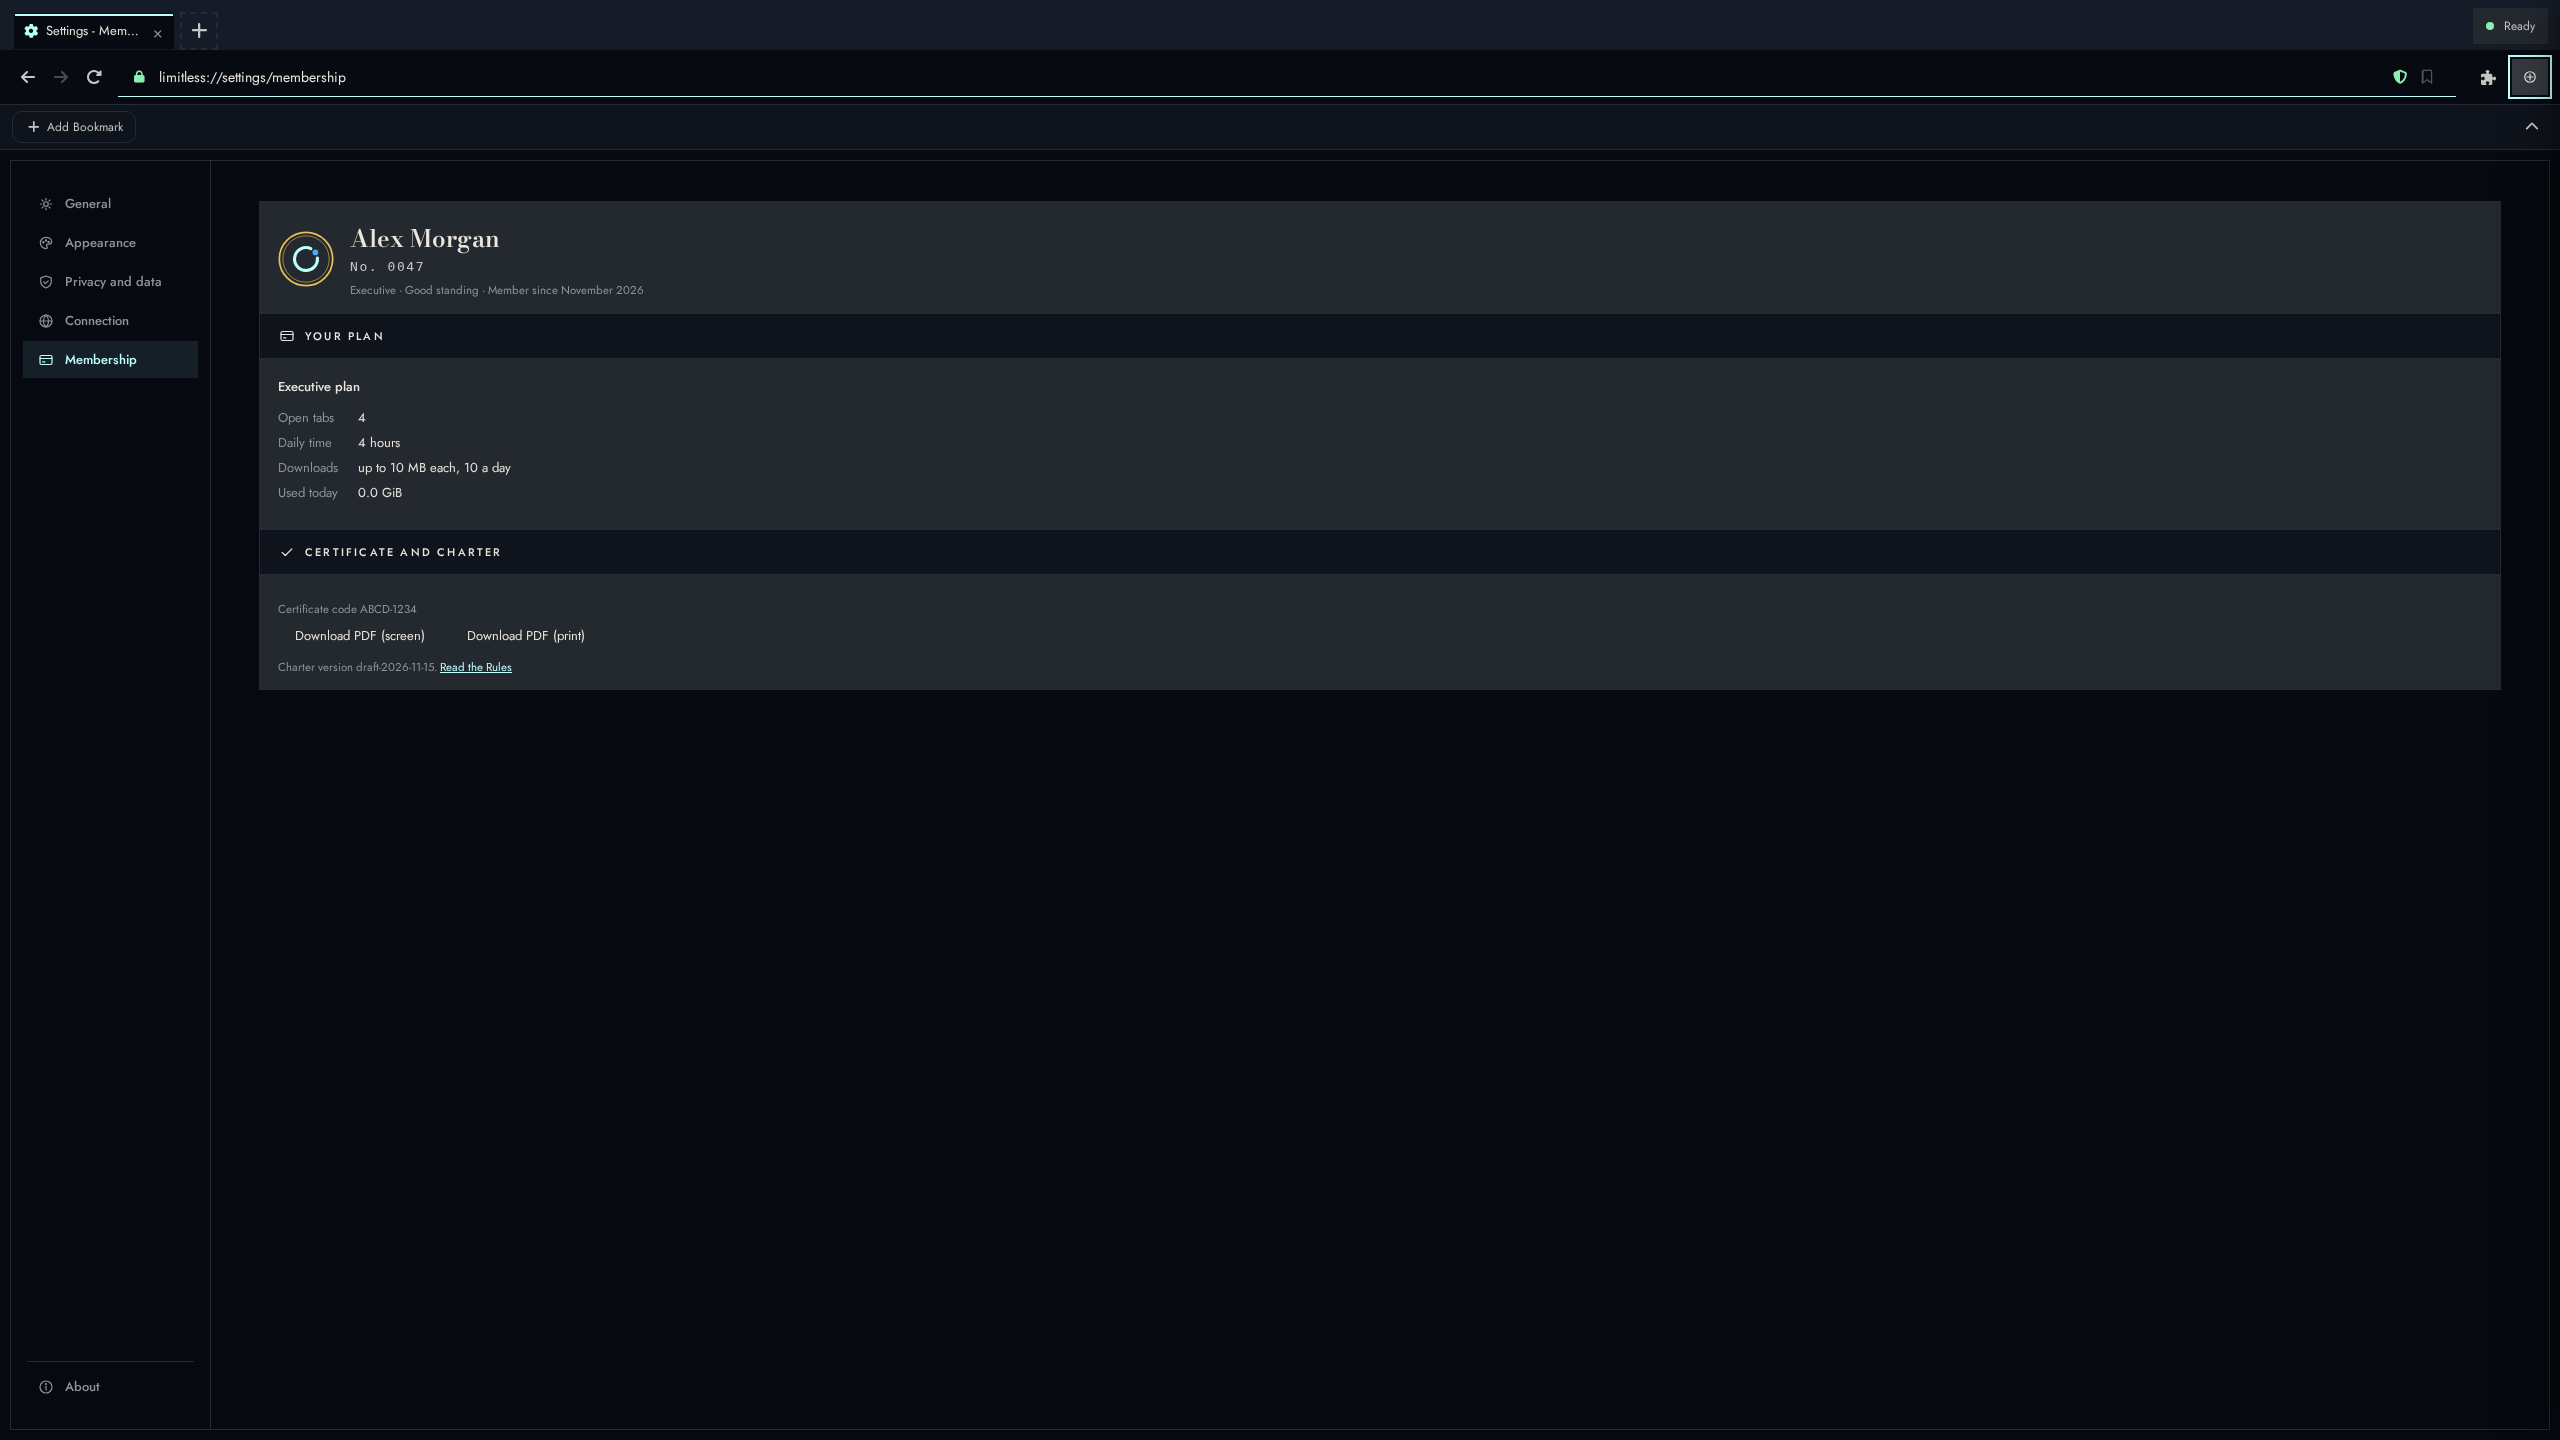 Settings - Mem...
Ready
limitless://settings/membership
Add Bookmark
General
Appearance
Privacy and data
Connection
Membership
About
Alex Morgan
No. 0047
Executive · Good standing · Member since November 2026
YOUR PLAN
Executive plan
Open tabs 4
Daily time 4 hours
Downloads up to 10 MB each, 10 a day
Used today 0.0 GiB
CERTIFICATE AND CHARTER
Certificate code ABCD-1234
Download PDF (screen) Download PDF (print)
Charter version draft-2026-11-15. Read the Rules